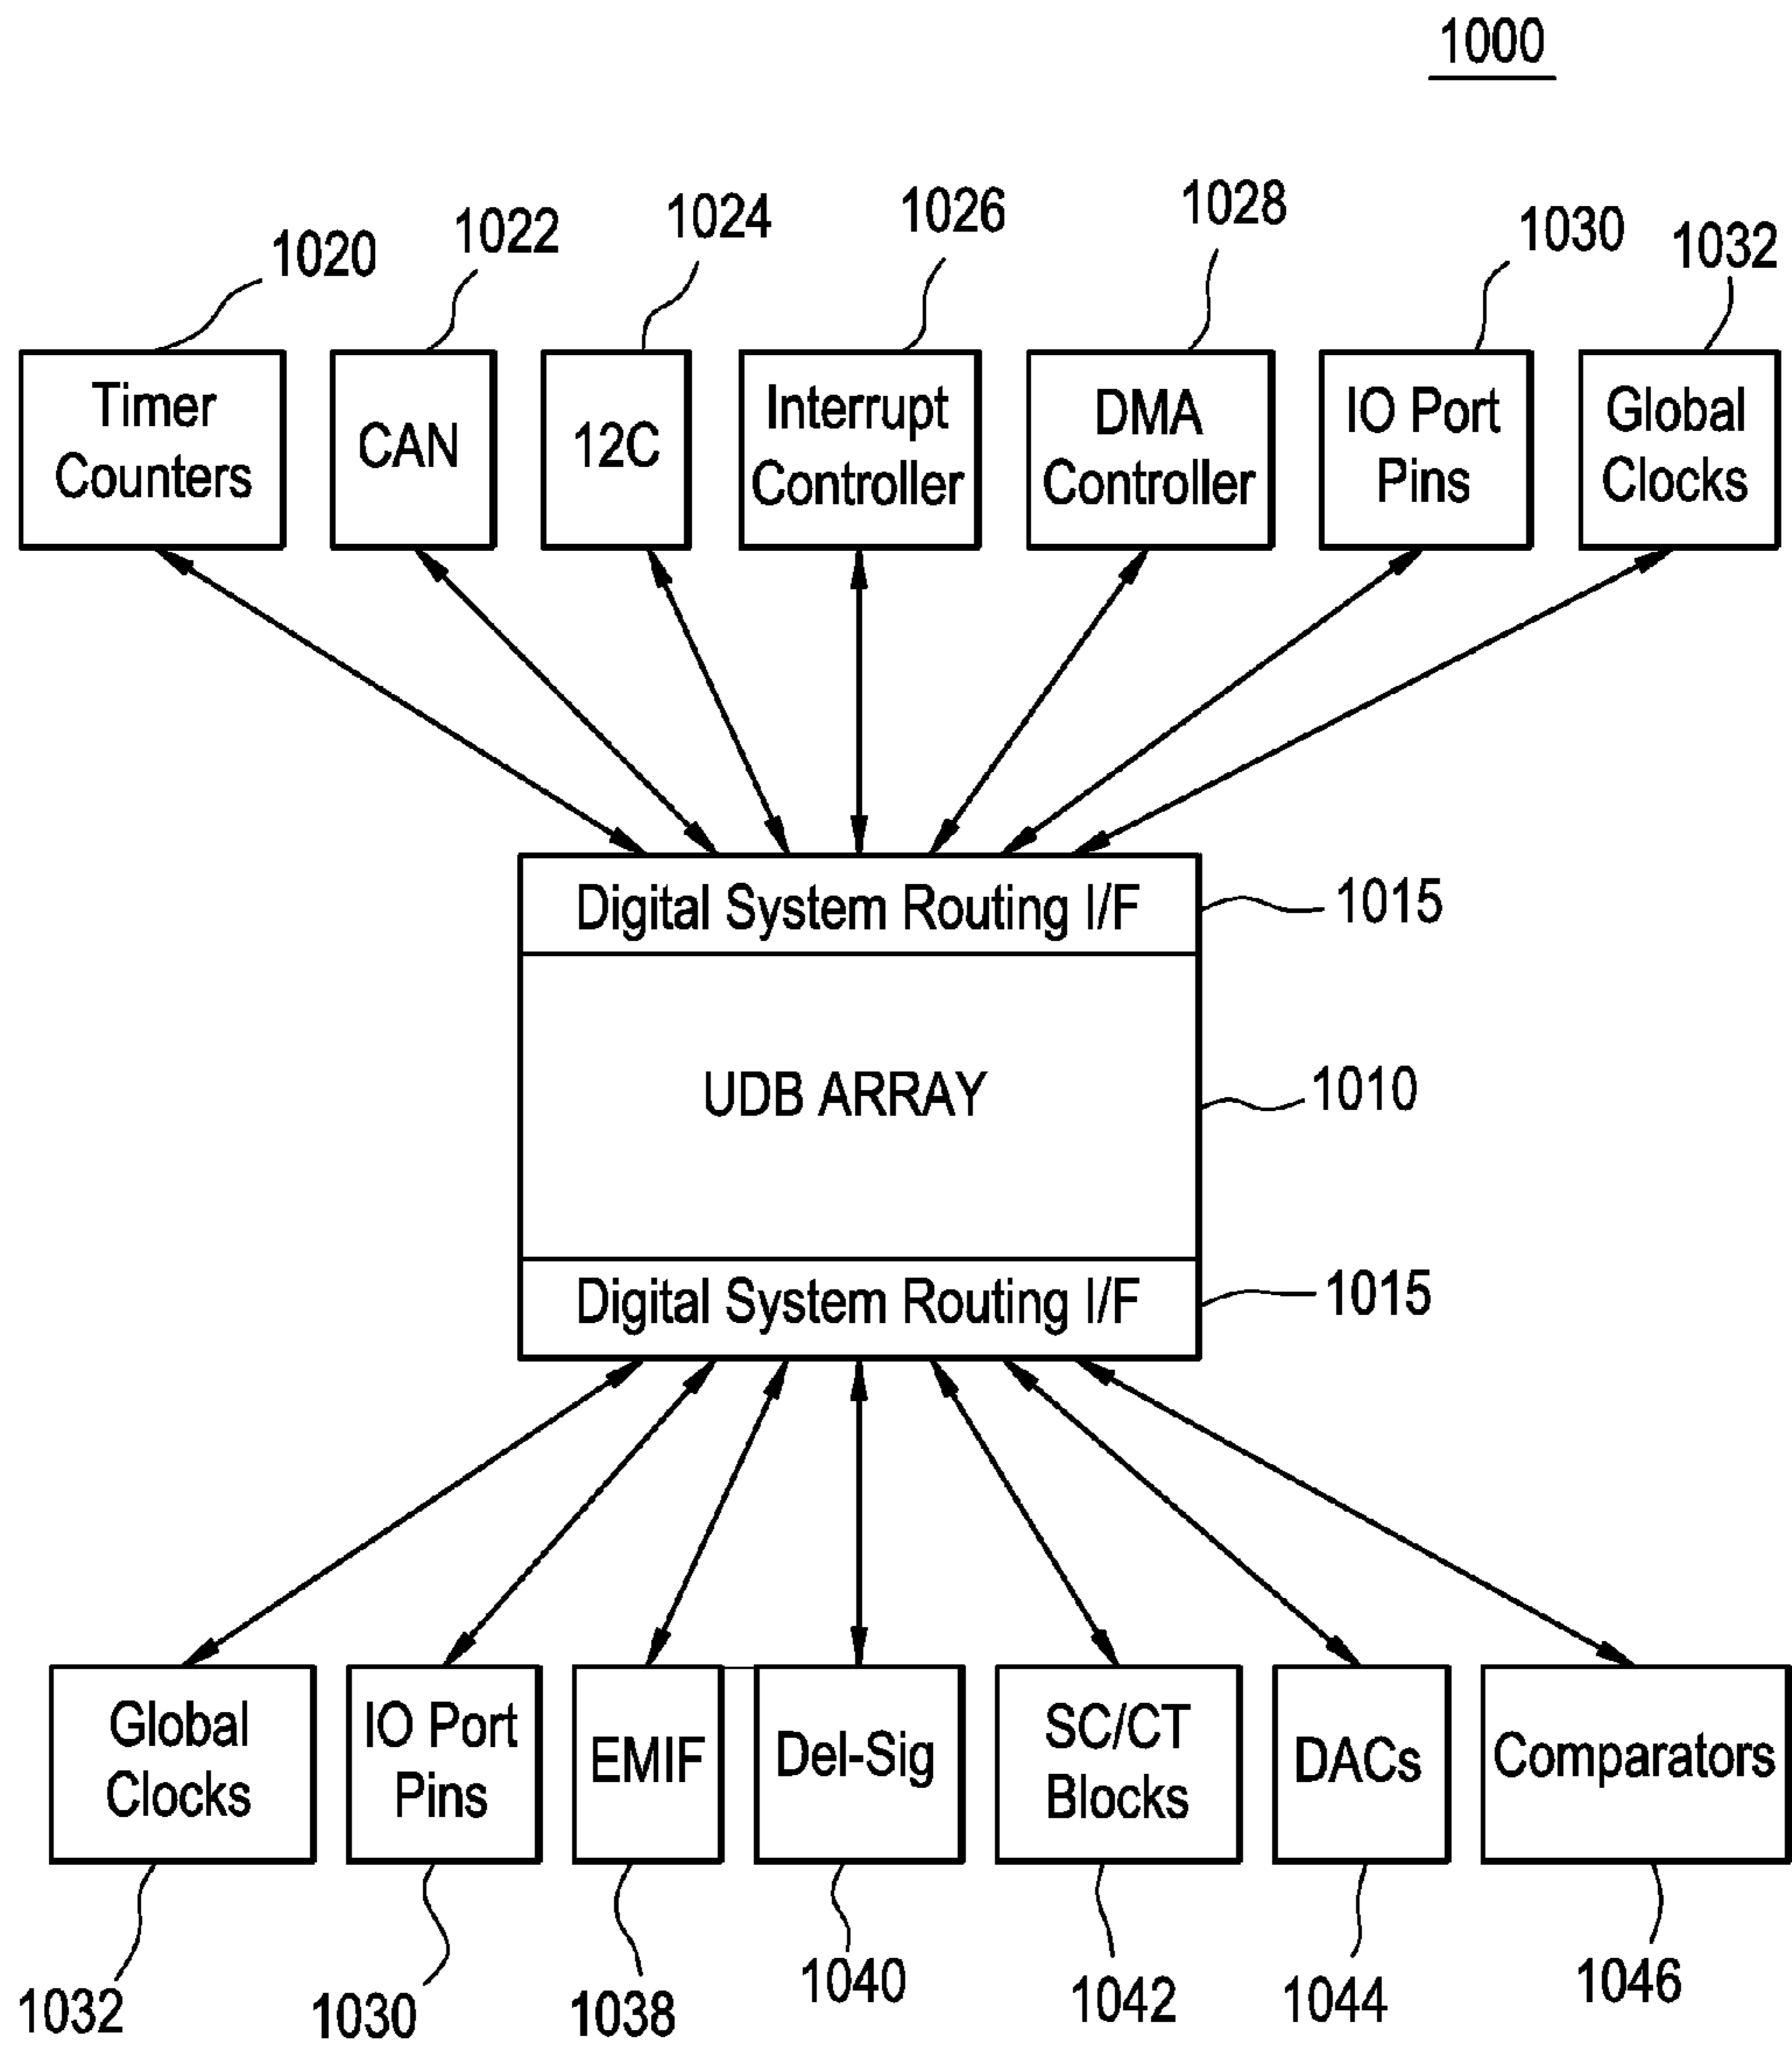 1000
1020
1022
1024
1026
1028
1030
1032
Timer
Counters
CAN
12C
Interrupt
Controller
DMA
Controller
IO Port
Pins
Global
Clocks
Digital System Routing I/F
1015
UDB ARRAY
1010
Digital System Routing I/F
1015
Global
Clocks
IO Port
Pins
EMIF
Del-Sig
SC/CT
Blocks
DACs
Comparators
1032
1030
1038
1040
1042
1044
1046